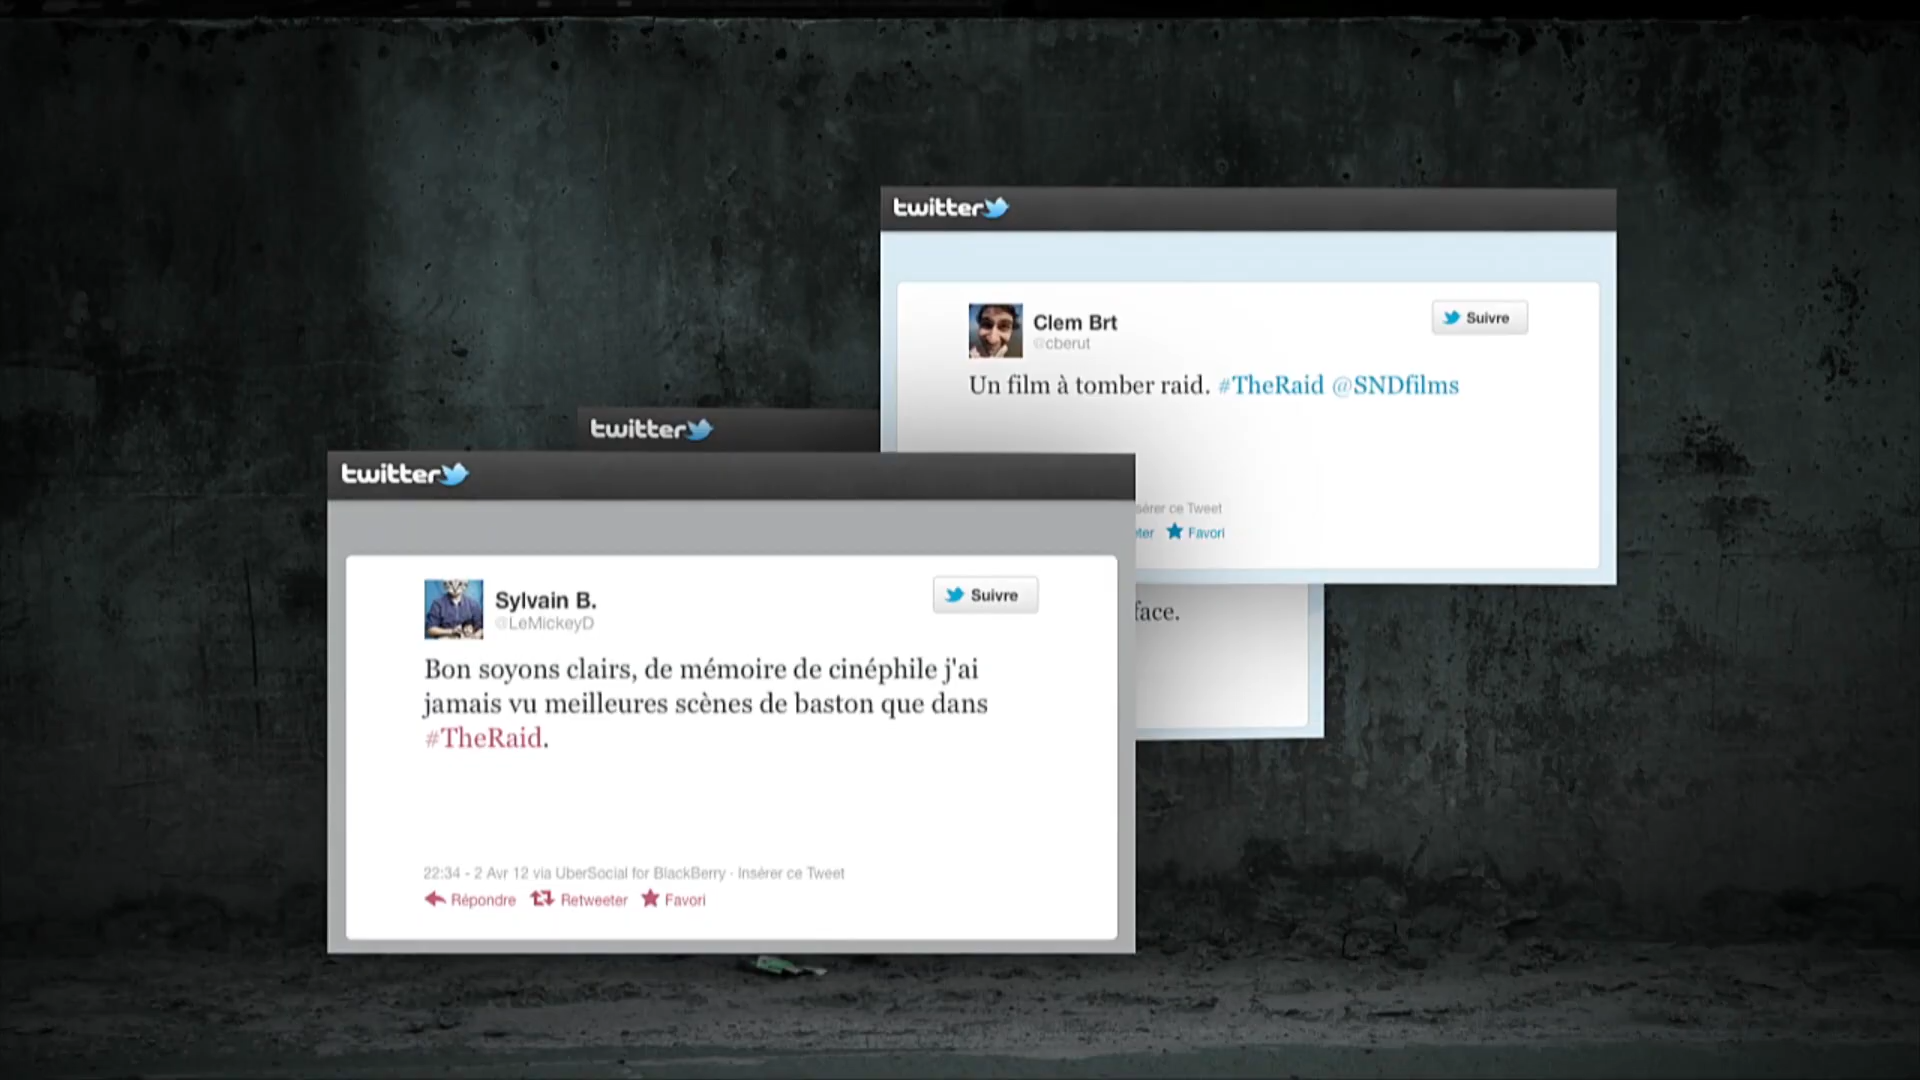 twitter
Clem Brt
@cberut
Suivre
Un film à tomber raid. #TheRaid @SNDfilms
ce Tweet
Favori
twitter
face.
twitter
Sylvain B.
@LeMickeyD
Suivre
Bon soyons clairs, de mémoire de cinéphile j'ai
jamais vu meilleures scènes de baston que dans
#TheRaid.
22:34 - 2 Avr 12 via UberSocial for BlackBerry · Insérer ce Tweet
Répondre Retweeter Favori